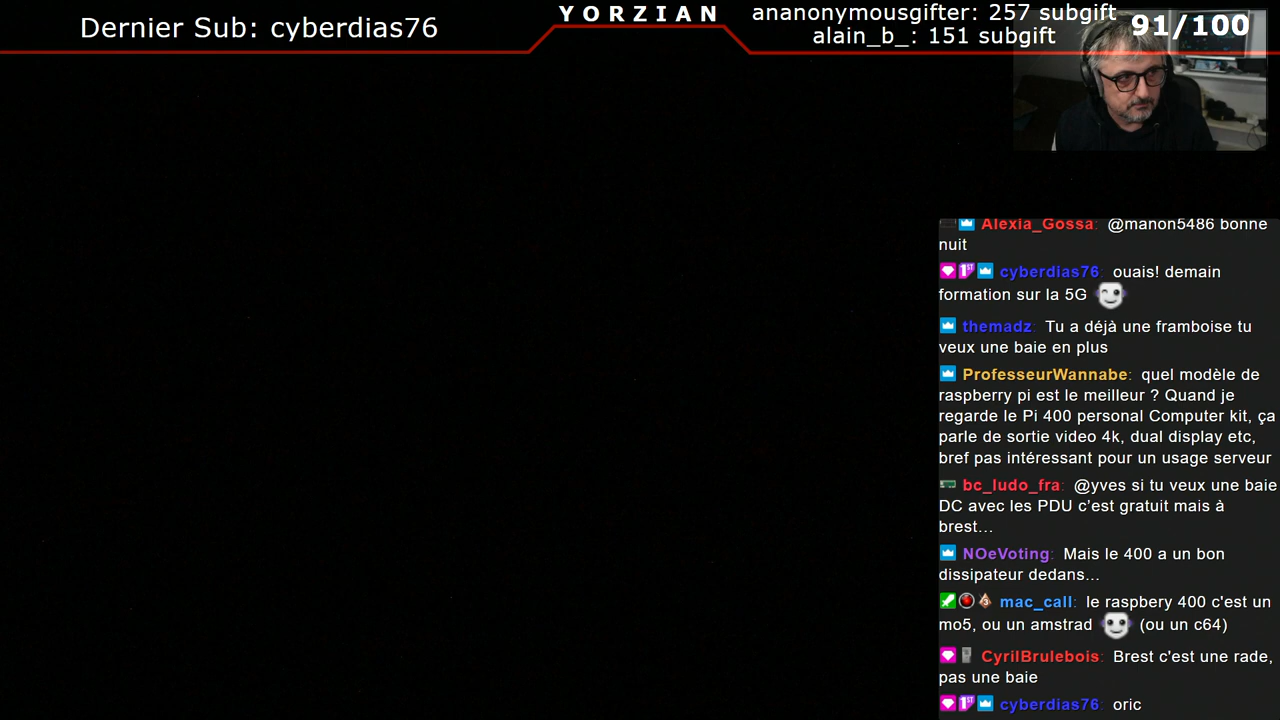 Dernier Sub: cyberdias76
YORZIAN
ananonymousgifter: 257 subgift
alain_b_: 151 subgift
91/100
Alexia_Gossa: @manon5486 bonne
nuit
cyberdias76: ouais! demain
formation sur la 5G
themadz: Tu a déjà une framboise tu
veux une baie en plus
ProfesseurWannabe: quel modèle de
raspberry pi est le meilleur ? Quand je
regarde le Pi 400 personal Computer kit, ça
parle de sortie video 4k, dual display etc,
bref pas intéressant pour un usage serveur
bc_ludo_fra: @yves si tu veux une baie
DC avec les PDU c’est gratuit mais à
brest…
NOeVoting: Mais le 400 a un bon
dissipateur dedans...
mac_call: le raspbery 400 c'est un
mo5, ou un amstrad (ou un c64)
CyrilBrulebois: Brest c'est une rade,
pas une baie
cyberdias76: oric